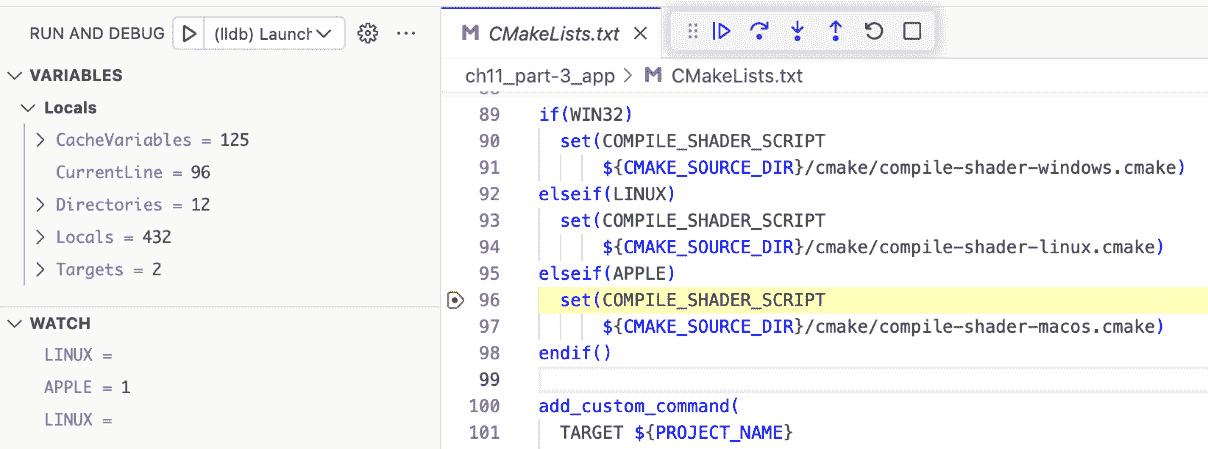 RUN AND DEBUG
(lldb) Launch
VARIABLES
Locals
CacheVariables = 125
CurrentLine = 96
Directories = 12
Locals = 432
Targets = 2
WATCH
LINUX =
APPLE = 1
LINUX =
CMakeLists.txt
ch11_part-3_app > CMakeLists.txt
89 if(WIN32)
90 set(COMPILE_SHADER_SCRIPT
91 ${CMAKE_SOURCE_DIR}/cmake/compile-shader-windows.cmake)
92 elseif(LINUX)
93 set(COMPILE_SHADER_SCRIPT
94 ${CMAKE_SOURCE_DIR}/cmake/compile-shader-linux.cmake)
95 elseif(APPLE)
96 set(COMPILE_SHADER_SCRIPT
97 ${CMAKE_SOURCE_DIR}/cmake/compile-shader-macos.cmake)
98 endif()
99
100 add_custom_command(
101 TARGET ${PROJECT_NAME}